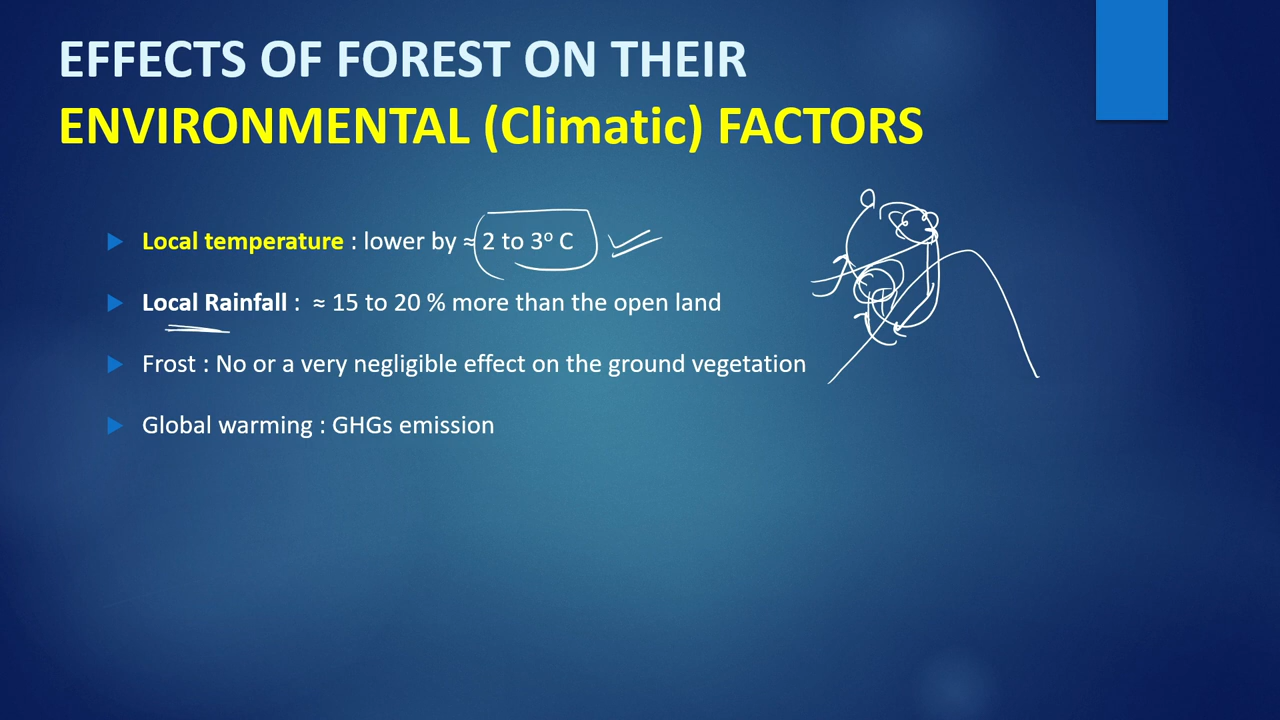 EFFECTS OF FOREST ON THEIR
ENVIRONMENTAL (Climatic) FACTORS
Local temperature : lower by ≈ 2 to 3º C
Local Rainfall : ≈ 15 to 20 % more than the open land
Frost : No or a very negligible effect on the ground vegetation
Global warming : GHGs emission